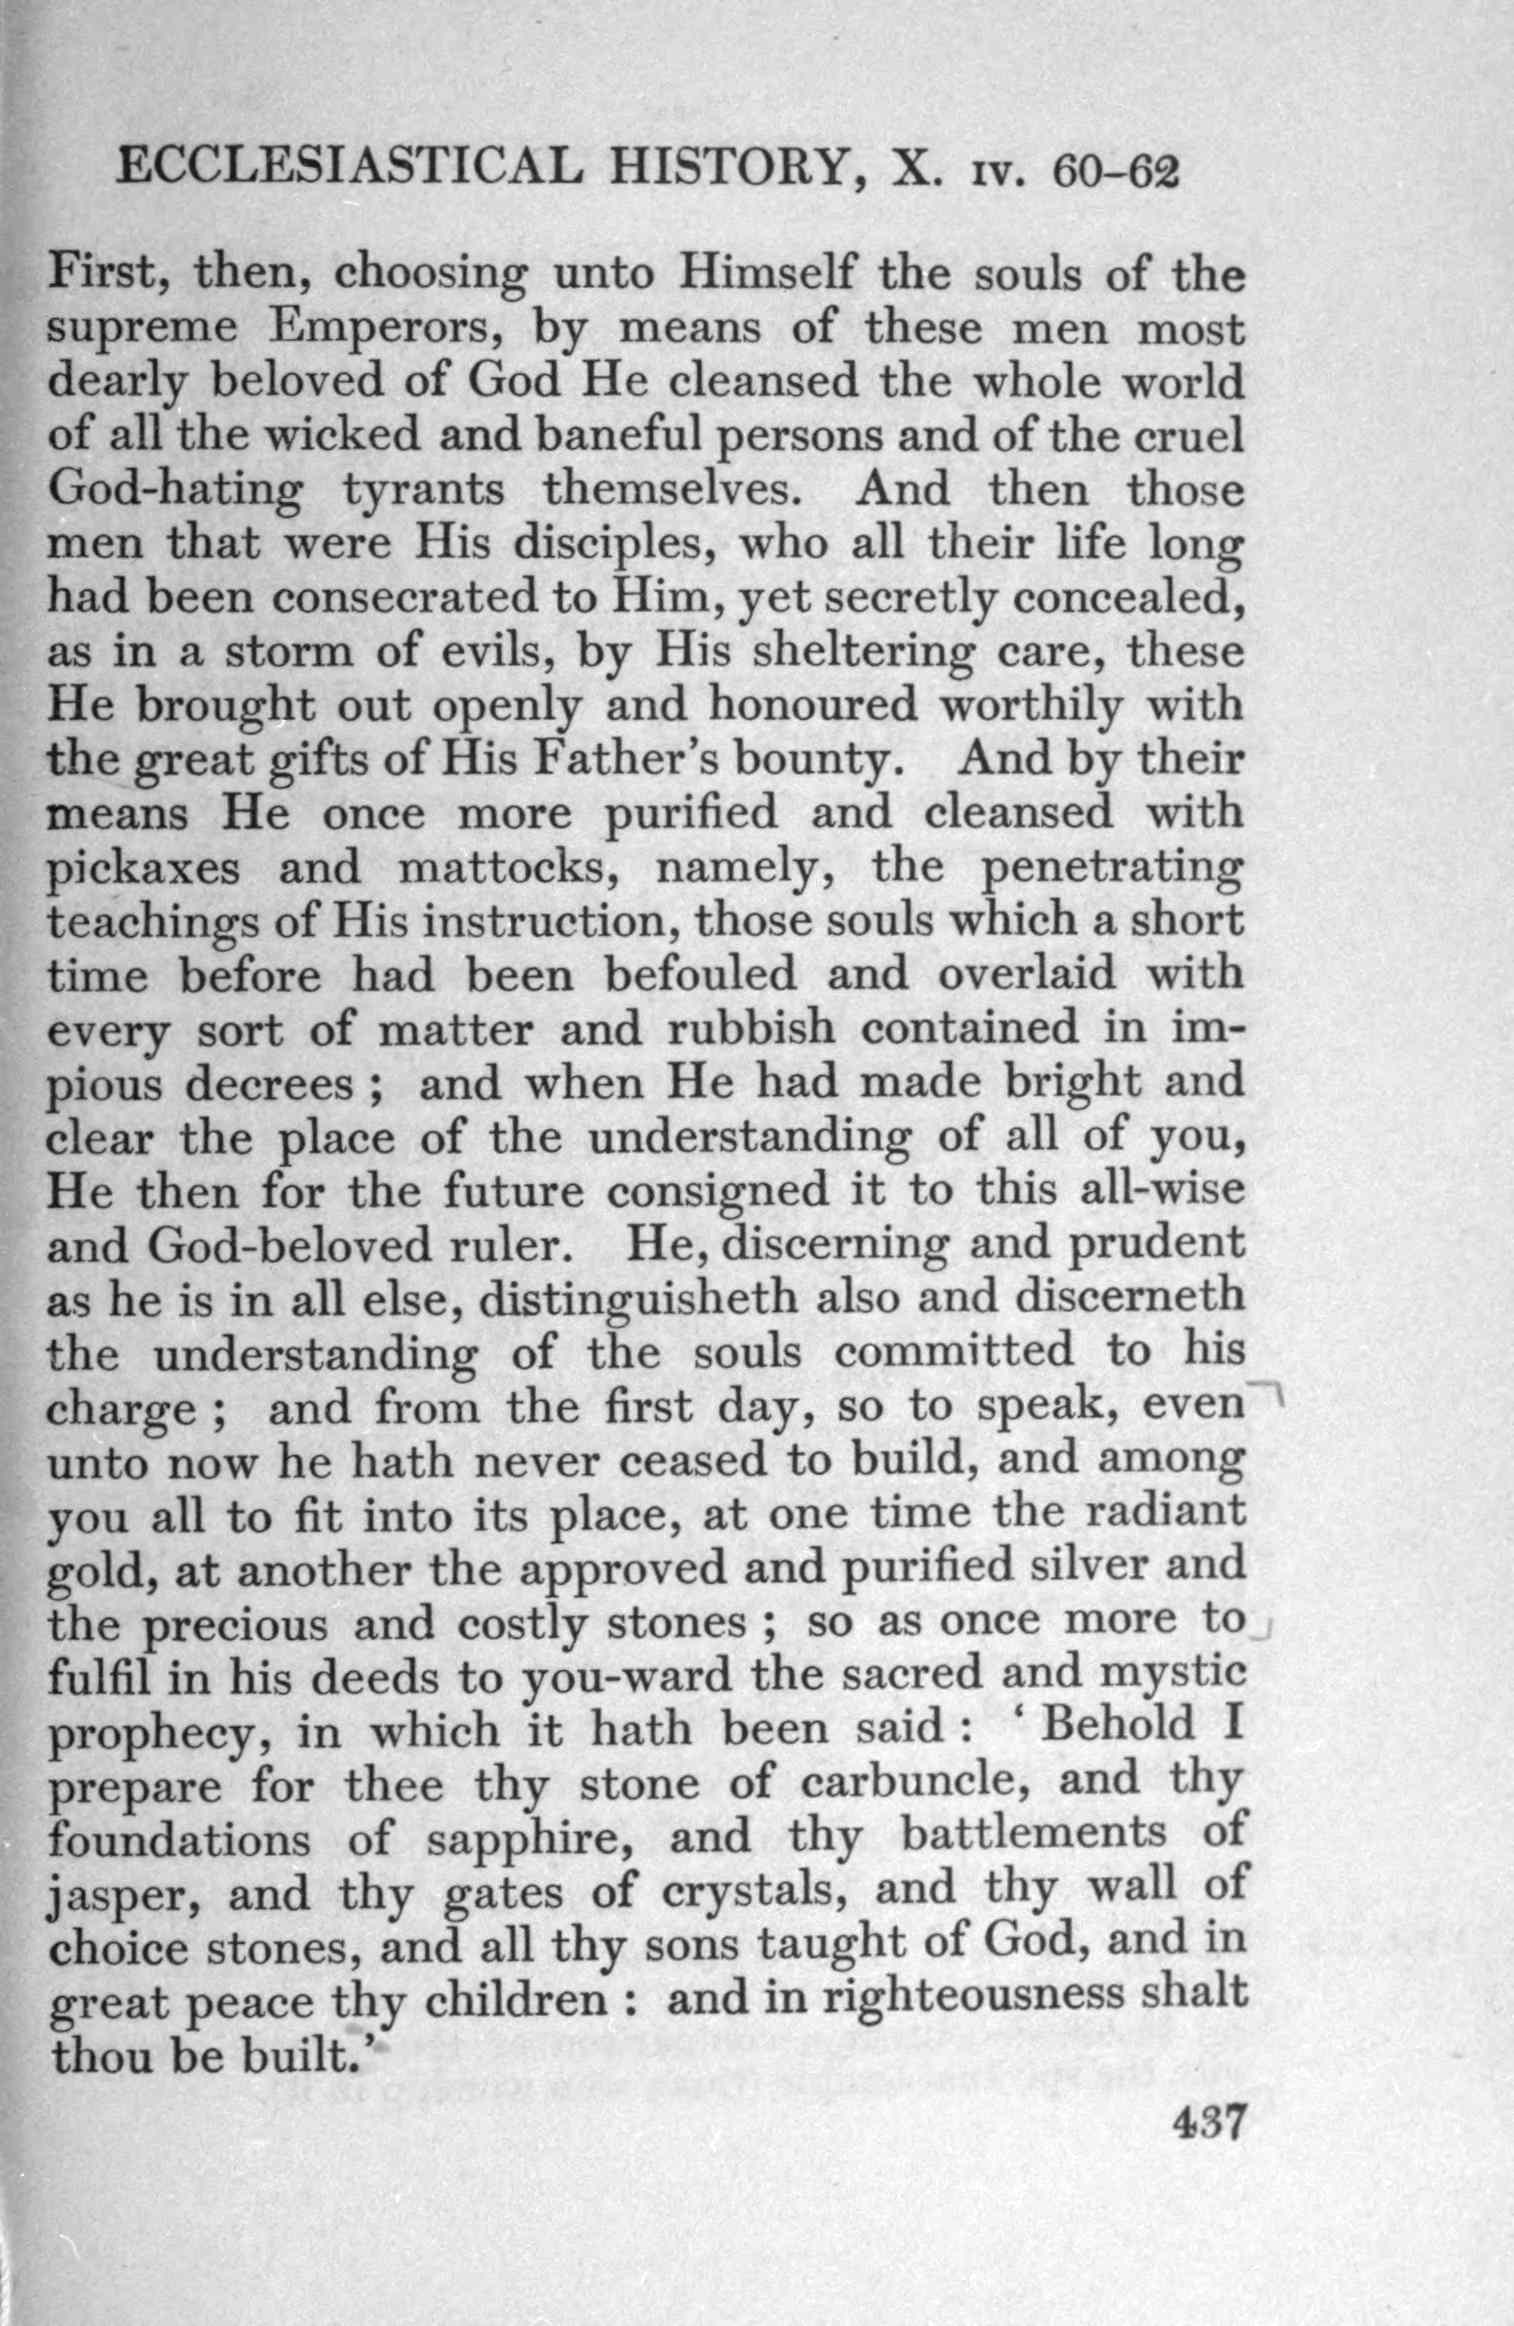 ECCLESIASTICAL HISTORY, X. IV. 60–62
First, then, choosing unto Himself the souls of the
supreme Emperors, by means of these men most
dearly beloved of God He cleansed the whole world
of all the wicked and baneful persons and of the cruel
God-hating tyrants themselves. And then those
men that were His disciples, who all their life long
had been consecrated to Him, yet secretly concealed,
as in a storm of evils, by His sheltering care, these
He brought out openly and honoured worthily with
the great gifts of His Father's bounty. And by their
means He once more purified and cleansed with
pickaxes and mattocks, namely, the penetrating
teachings of His instruction, those souls which a short
time before had been befouled and overlaid with
every sort of matter and rubbish contained in im-
pious decrees ; and when He had made bright and
clear the place of the understanding of all of you,
He then for the future consigned it to this all-wise
and God-beloved ruler. He, discerning and prudent
as he is in all else, distinguisheth also and discerneth
the understanding of the souls committed to his
charge ; and from the first day, so to speak, even
unto now he hath never ceased to build, and among
you all to fit into its place, at one time the radiant
gold, at another the approved and purified silver and
the precious and costly stones ; so as once more to
fulfil in his deeds to you-ward the sacred and mystic
prophecy, in which it hath been said : ‘ Behold I
prepare for thee thy stone of carbuncle, and thy
foundations of sapphire, and thy battlements of
jasper, and thy gates of crystals, and thy wall of
choice stones, and all thy sons taught of God, and in
great peace thy children : and in righteousness shalt
thou be built.’
437